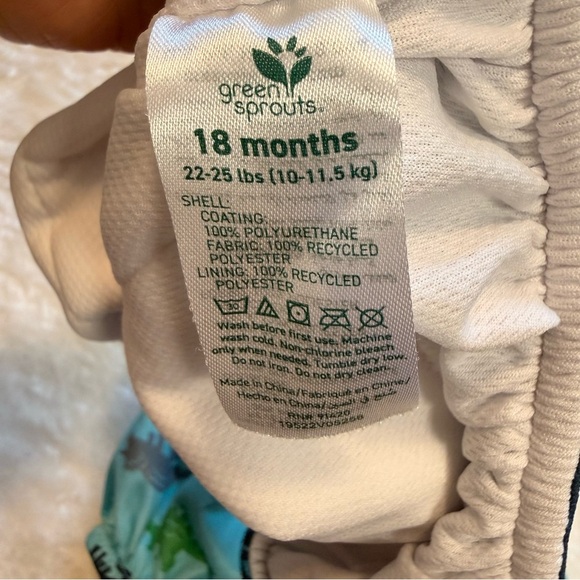 green
sprouts
18 months
22-25 lbs (10-11.5 kg)
SHELL:
COATING:
100% POLYURETHANE
FABRIC: 100% RECYCLED
POLYESTER
LINING: 100% RECYCLED
POLYESTER
Wash before first use. Machine
wash cold. Non-chlorine bleach
only when needed. Tumble dry low.
Do not iron. Do not dry clean.
Made in China/Fabriqué en Chine/
Hecho en China/
RN# 91620